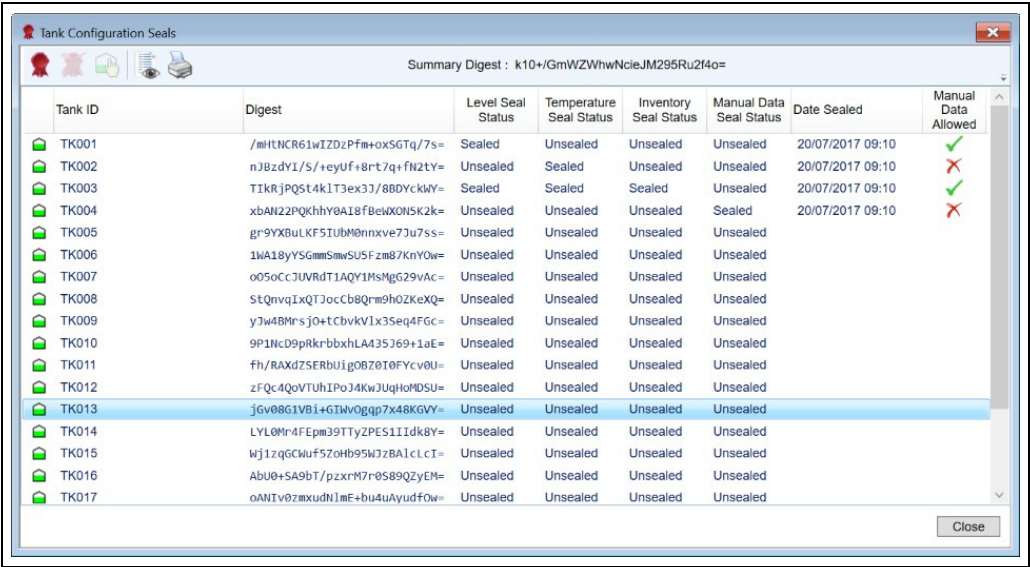 Tank Configuration Seals
Summary Digest : k10+/GmWZWhwNcieJM295Ru2f4o=
Tank ID Digest Level Seal Status Temperature Seal Status Inventory Seal Status Manual Data Seal Status Date Sealed Manual Data Allowed
TK001 /mHtNCR61wIZDzPfm+oxSGTq/7s= Sealed Unsealed Unsealed Unsealed 20/07/2017 09:10
TK002 nJBzdYI/S/+eyUf+8rt7q+fN2tY= Unsealed Sealed Unsealed Unsealed 20/07/2017 09:10
TK003 TIkRjPQSt4klT3ex3J/8BDYckWY= Sealed Sealed Sealed Unsealed 20/07/2017 09:10
TK004 xbAN22PQKhhY0AI8fBeWXON5K2k= Unsealed Unsealed Unsealed Sealed 20/07/2017 09:10
TK005 gr9YXBuLKF5IUbM0nnxve7Ju7ss= Unsealed Unsealed Unsealed Unsealed
TK006 1WA18yYSGmmSmwSU5Fzm87KnYOw= Unsealed Unsealed Unsealed Unsealed
TK007 oO5oCcJUVRdT1AQY1MsMgG29vAc= Unsealed Unsealed Unsealed Unsealed
TK008 StQnvqIxQTJocCb8Qrm9hOZKeXQ= Unsealed Unsealed Unsealed Unsealed
TK009 yJw4BMrsjO+tCbvkVlx3Seq4FGc= Unsealed Unsealed Unsealed Unsealed
TK010 9P1NcD9pRkrbbxhLA435J69+1aE= Unsealed Unsealed Unsealed Unsealed
TK011 fh/RAXdZSERbUigOBZ0I0FYcv0U= Unsealed Unsealed Unsealed Unsealed
TK012 zFQc4QoVTUhIPoJ4KwJUqHoMDSU= Unsealed Unsealed Unsealed Unsealed
TK013 jGv08G1VBi+GIWvOgqp7x48KGVY= Unsealed Unsealed Unsealed Unsealed
TK014 LYL0Mr4FEpm39TTyZPES1IIdk8Y= Unsealed Unsealed Unsealed Unsealed
TK015 Wj1zqGCWuf5ZoHb95WJzBAlcLcI= Unsealed Unsealed Unsealed Unsealed
TK016 AbU0+SA9bT/pzxrM7r0S89QZyEM= Unsealed Unsealed Unsealed Unsealed
TK017 oANIv0zmxudNlmE+bu4uAyudfOw= Unsealed Unsealed Unsealed Unsealed
Close